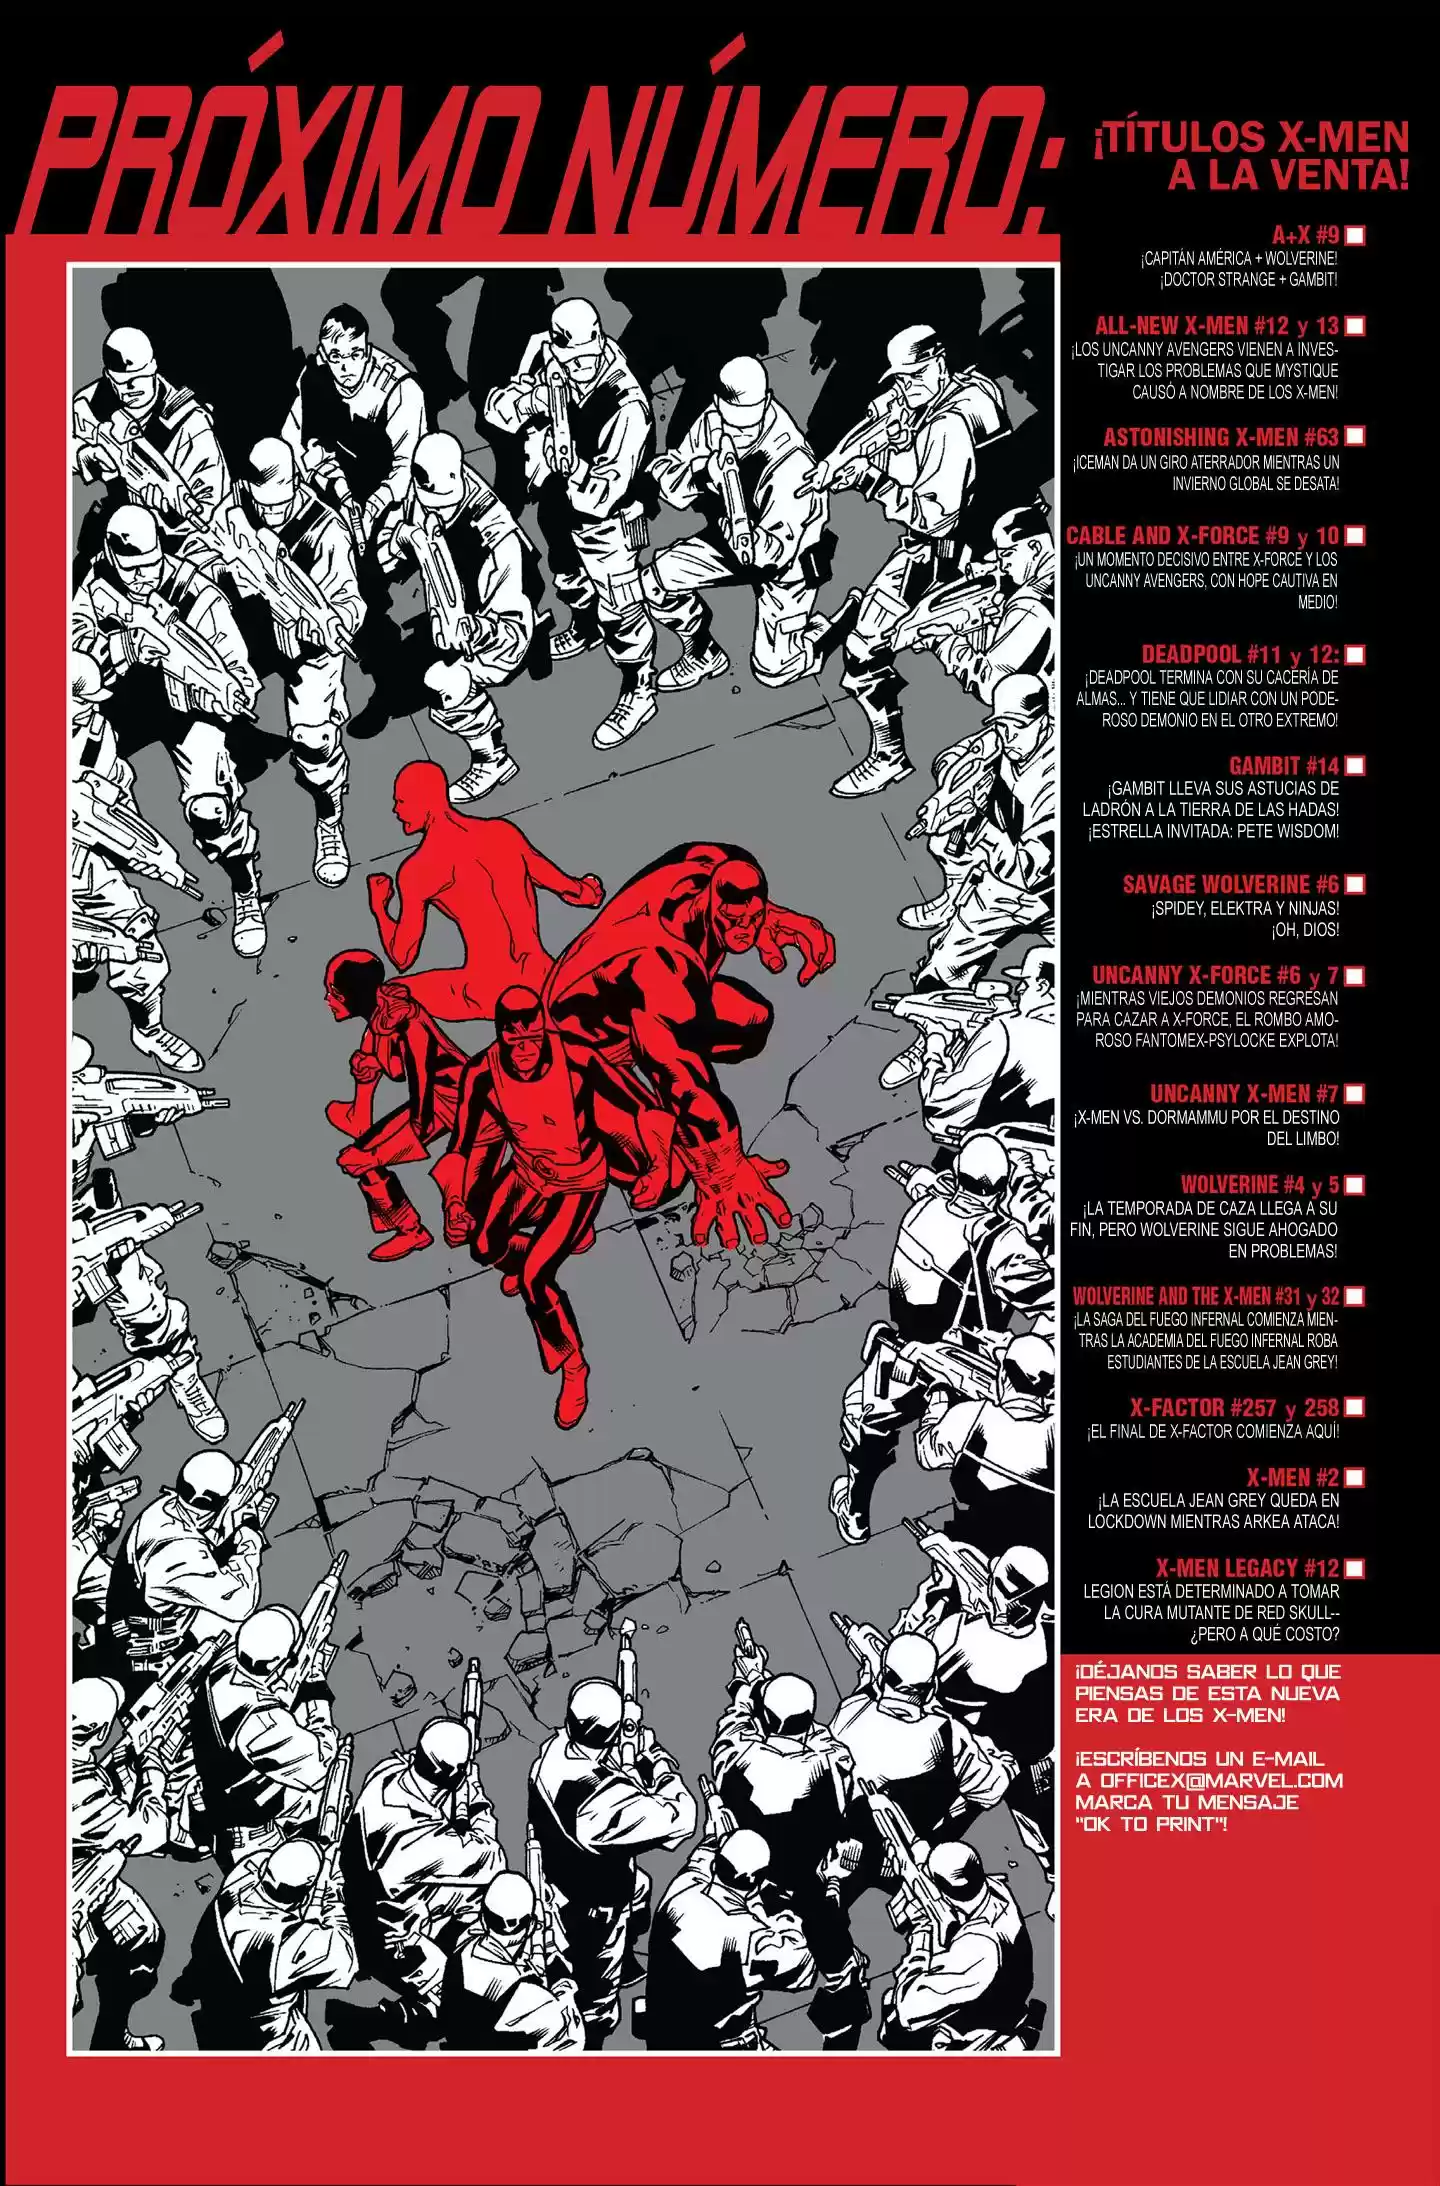 PRÓXIMO NÚMERO:
¡TÍTULOS X-MEN
A LA VENTA!
A+X #9
¡CAPITÁN AMÉRICA + WOLVERINE!
¡DOCTOR STRANGE + GAMBIT!
ALL-NEW X-MEN #12 y 13
¡LOS UNCANNY AVENGERS VIENEN A INVES-
TIGAR LOS PROBLEMAS QUE MYSTIQUE
CAUSÓ A NOMBRE DE LOS X-MEN!
ASTONISHING X-MEN #63
¡ICEMAN DA UN GIRO ATERRADOR MIENTRAS UN
INVIERNO GLOBAL SE DESATA!
CABLE AND X-FORCE #9 y 10
¡UN MOMENTO DECISIVO ENTRE X-FORCE Y LOS
UNCANNY AVENGERS, CON HOPE CAUTIVA EN
MEDIO!
DEADPOOL #11 y 12:
¡DEADPOOL TERMINA CON SU CACERÍA DE
ALMAS... Y TIENE QUE LIDIAR CON UN PODE-
ROSO DEMONIO EN EL OTRO EXTREMO!
GAMBIT #14
¡GAMBIT LLEVA SUS ASTUCIAS DE
LADRÓN A LA TIERRA DE LAS HADAS!
¡ESTRELLA INVITADA: PETE WISDOM!
SAVAGE WOLVERINE #6
¡SPIDEY, ELEKTRA Y NINJAS!
¡OH, DIOS!
UNCANNY X-FORCE #6 y 7
¡MIENTRAS VIEJOS DEMONIOS REGRESAN
PARA CAZAR A X-FORCE, EL ROMBO AMO-
ROSO FANTOMEX-PSYLOCKE EXPLOTA!
UNCANNY X-MEN #7
¡X-MEN VS. DORMAMMU POR EL DESTINO
DEL LIMBO!
WOLVERINE #4 y 5
¡LA TEMPORADA DE CAZA LLEGA A SU
FIN, PERO WOLVERINE SIGUE AHOGADO
EN PROBLEMAS!
WOLVERINE AND THE X-MEN #31 y 32
¡LA SAGA DEL FUEGO INFERNAL COMIENZA MIEN-
TRAS LA ACADEMIA DEL FUEGO INFERNAL ROBA
ESTUDIANTES DE LA ESCUELA JEAN GREY!
X-FACTOR #257 y 258
¡EL FINAL DE X-FACTOR COMIENZA AQUÍ!
X-MEN #2
¡LA ESCUELA JEAN GREY QUEDA EN
LOCKDOWN MIENTRAS ARKEA ATACA!
X-MEN LEGACY #12
LEGION ESTÁ DETERMINADO A TOMAR
LA CURA MUTANTE DE RED SKULL--
¿PERO A QUÉ COSTO?
¡DÉJANOS SABER LO QUE
PIENSAS DE ESTA NUEVA
ERA DE LOS X-MEN!
¡ESCRÍBENOS UN E-MAIL
A OFFICEX@MARVEL.COM
MARCA TU MENSAJE
"OK TO PRINT"!